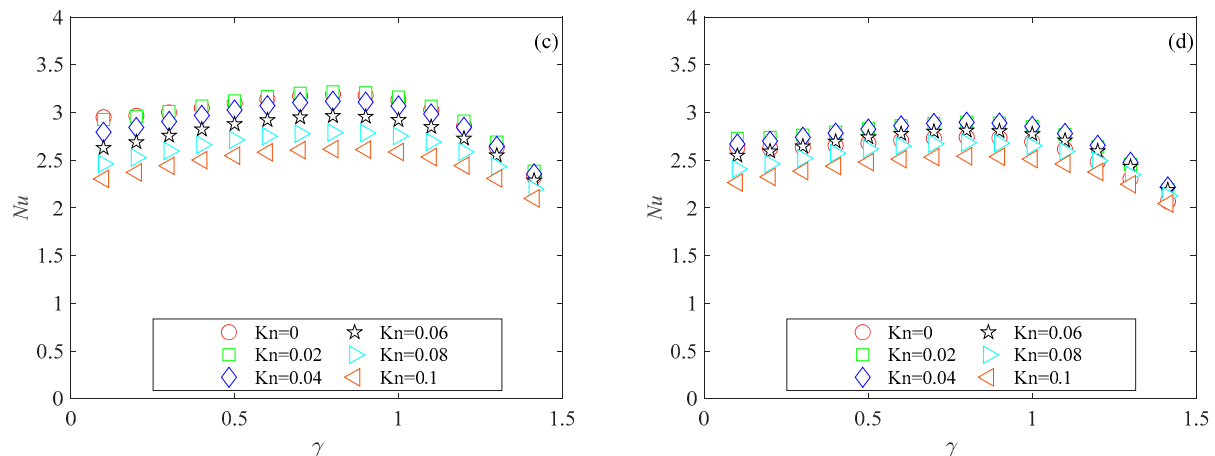 (c)
4
3.5
3
2.5
2
1.5
1
0.5
0
Nu
Kn=0
Kn=0.02
Kn=0.04
Kn=0.06
Kn=0.08
Kn=0.1
0 0.5 1 1.5
γ
(d)
4
3.5
3
2.5
2
1.5
1
0.5
0
Nu
Kn=0
Kn=0.02
Kn=0.04
Kn=0.06
Kn=0.08
Kn=0.1
0 0.5 1 1.5
γ